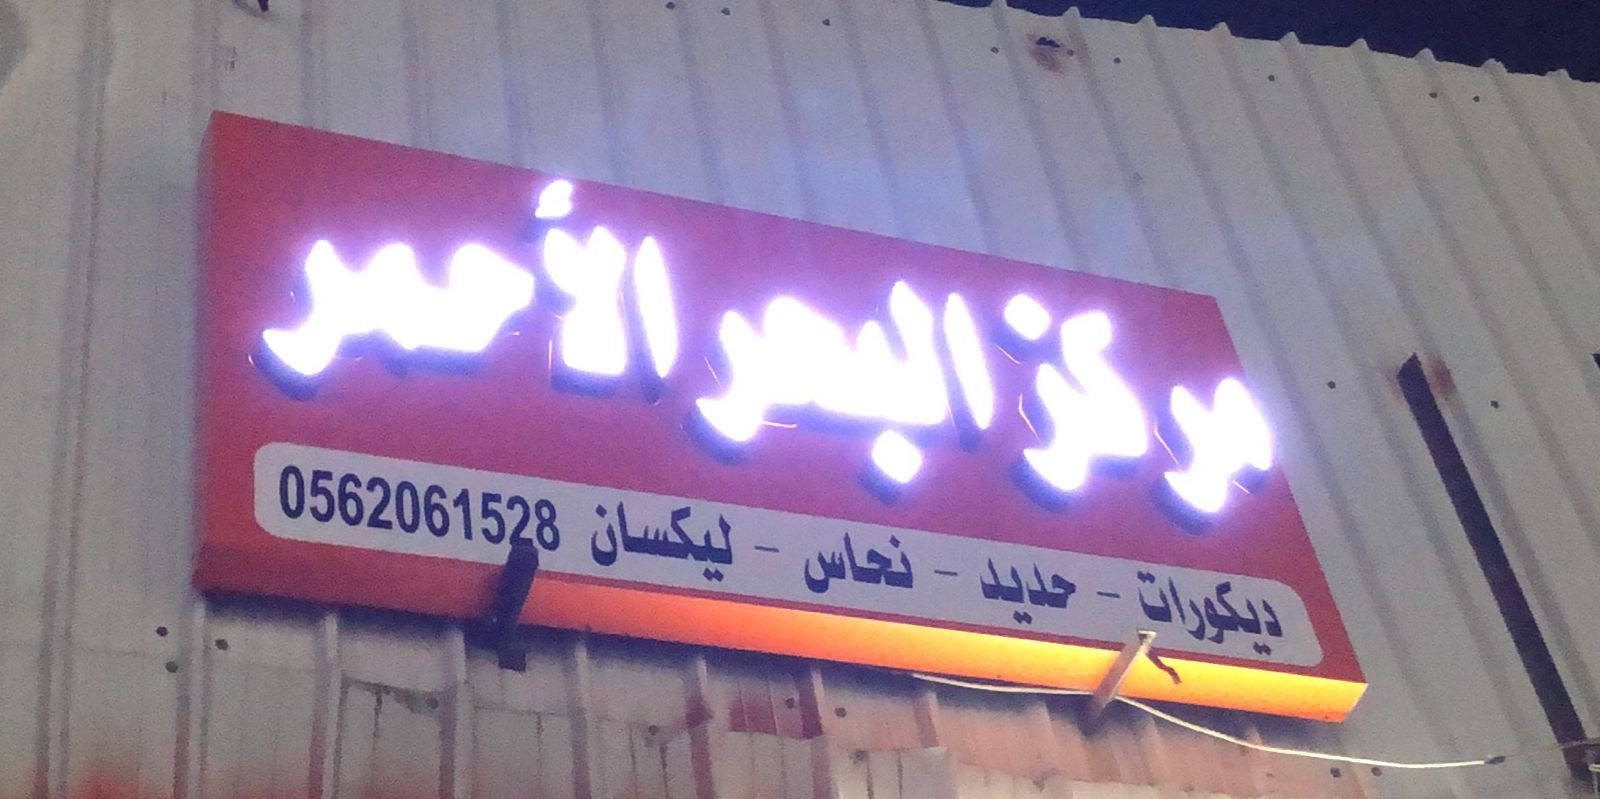 مركز البحر الأحمر
ديكورات - حديد - نحاس - ليكسان 0562061528